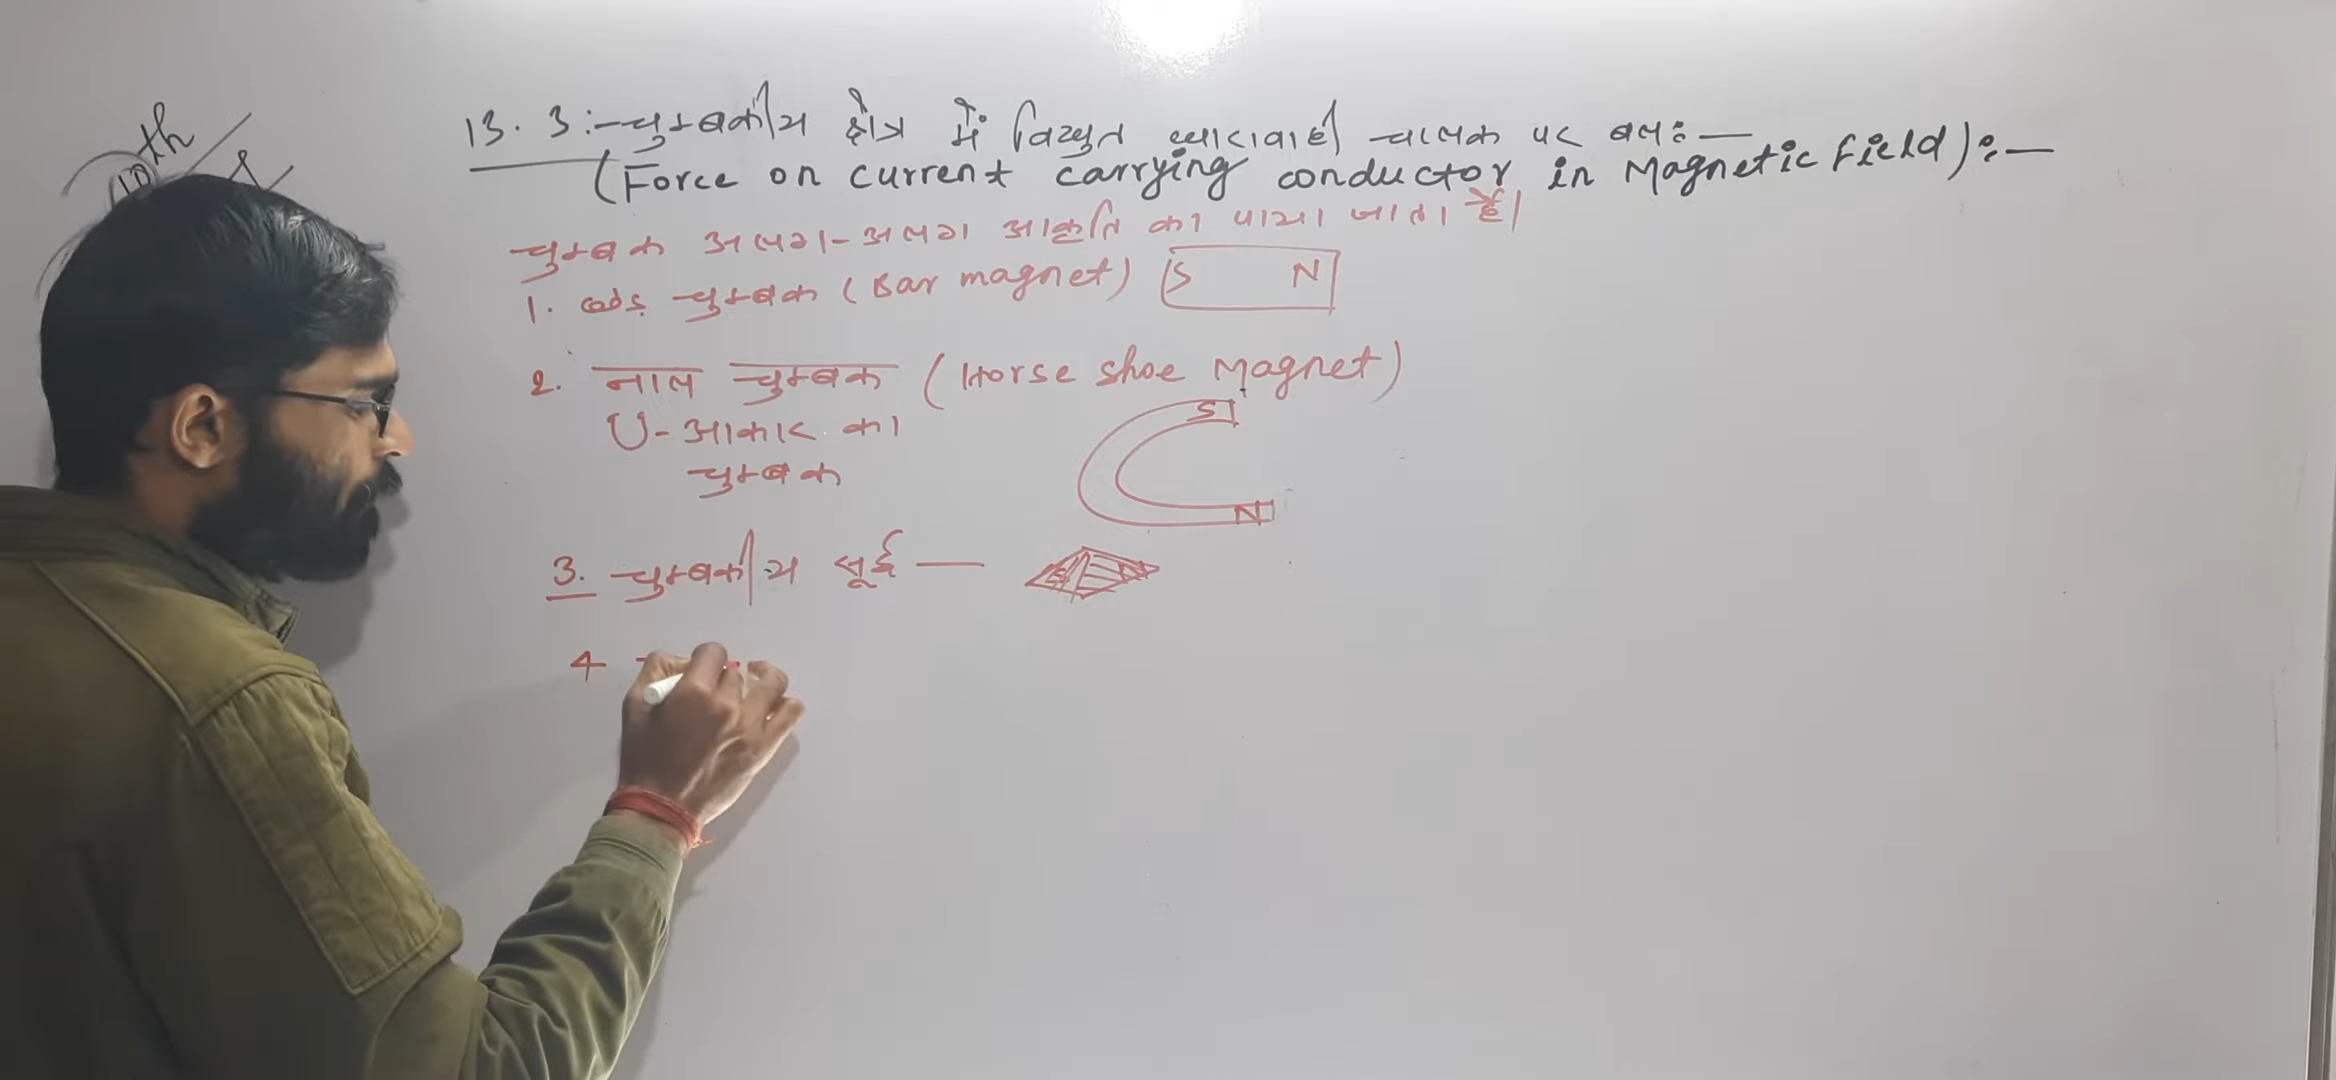 10th
13.3:- चुम्बकीय क्षेत्र में विद्युत धारावाही चालक पर बल:-
(Force on current carrying conductor in Magnetic Field):-
चुम्बक अलग-अलग आकृति का पाया जाता है।
1. छड़ चुम्बक (Bar magnet) S N
2. नाल चुम्बक (Horse shoe Magnet)
U-आकार का
चुम्बक
S
N
3. चुम्बकीय सूई —
4